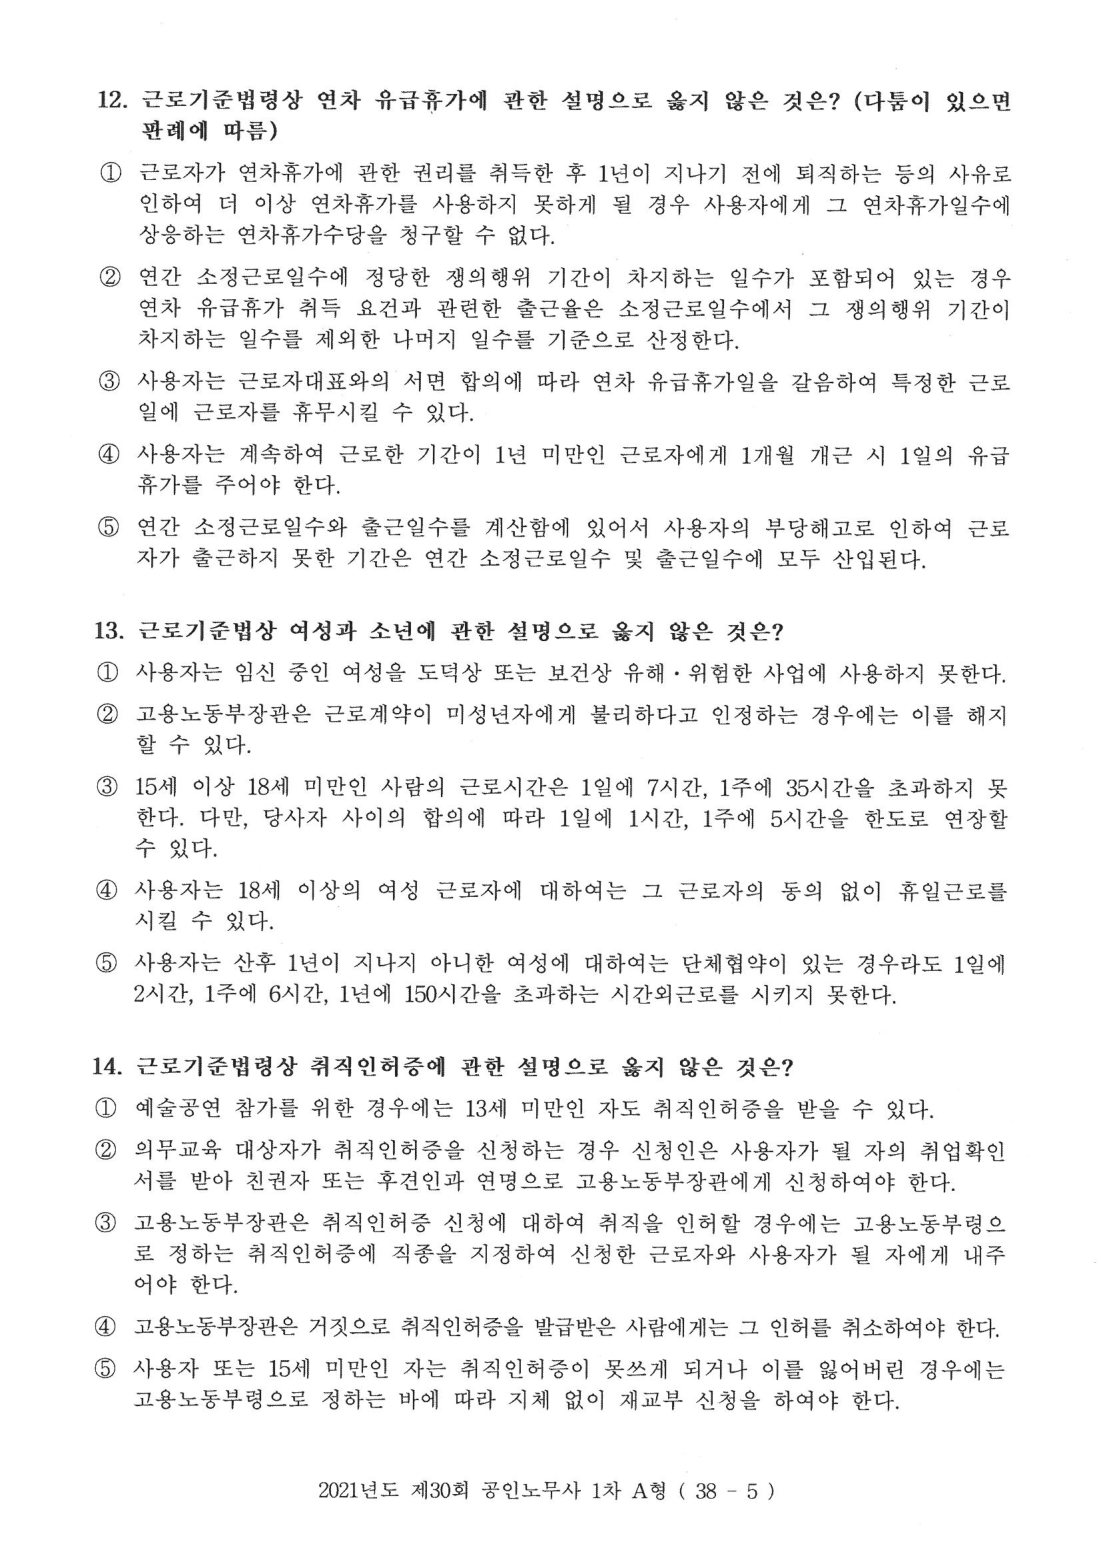 12. 근로기준법령상 연차 유급휴가에 관한 설명으로 옳지 않은 것은? (다툼이 있으면
판례에 따름)
① 근로자가 연차휴가에 관한 권리를 취득한 후 1년이 지나기 전에 퇴직하는 등의 사유로
인하여 더 이상 연차휴가를 사용하지 못하게 될 경우 사용자에게 그 연차휴가일수에
상응하는 연차휴가수당을 청구할 수 없다.
② 연간 소정근로일수에 정당한 쟁의행위 기간이 차지하는 일수가 포함되어 있는 경우
연차 유급휴가 취득 요건과 관련한 출근율은 소정근로일수에서 그 쟁의행위 기간이
차지하는 일수를 제외한 나머지 일수를 기준으로 산정한다.
③ 사용자는 근로자대표와의 서면 합의에 따라 연차 유급휴가일을 갈음하여 특정한 근로
일에 근로자를 휴무시킬 수 있다.
④ 사용자는 계속하여 근로한 기간이 1년 미만인 근로자에게 1개월 개근 시 1일의 유급
휴가를 주어야 한다.
⑤ 연간 소정근로일수와 출근일수를 계산함에 있어서 사용자의 부당해고로 인하여 근로
자가 출근하지 못한 기간은 연간 소정근로일수 및 출근일수에 모두 산입된다.
13. 근로기준법상 여성과 소년에 관한 설명으로 옳지 않은 것은?
① 사용자는 임신 중인 여성을 도덕상 또는 보건상 유해·위험한 사업에 사용하지 못한다.
② 고용노동부장관은 근로계약이 미성년자에게 불리하다고 인정하는 경우에는 이를 해지
할 수 있다.
③ 15세 이상 18세 미만인 사람의 근로시간은 1일에 7시간, 1주에 35시간을 초과하지 못
한다. 다만, 당사자 사이의 합의에 따라 1일에 1시간, 1주에 5시간을 한도로 연장할
수 있다.
④ 사용자는 18세 이상의 여성 근로자에 대하여는 그 근로자의 동의 없이 휴일근로를
시킬 수 있다.
⑤ 사용자는 산후 1년이 지나지 아니한 여성에 대하여는 단체협약이 있는 경우라도 1일에
2시간, 1주에 6시간, 1년에 150시간을 초과하는 시간외근로를 시키지 못한다.
14. 근로기준법령상 취직인허증에 관한 설명으로 옳지 않은 것은?
① 예술공연 참가를 위한 경우에는 13세 미만인 자도 취직인허증을 받을 수 있다.
② 의무교육 대상자가 취직인허증을 신청하는 경우 신청인은 사용자가 될 자의 취업확인
서를 받아 친권자 또는 후견인과 연명으로 고용노동부장관에게 신청하여야 한다.
③ 고용노동부장관은 취직인허증 신청에 대하여 취직을 인허할 경우에는 고용노동부령으
로 정하는 취직인허증에 직종을 지정하여 신청한 근로자와 사용자가 될 자에게 내주
어야 한다.
④ 고용노동부장관은 거짓으로 취직인허증을 발급받은 사람에게는 그 인허를 취소하여야 한다.
⑤ 사용자 또는 15세 미만인 자는 취직인허증이 못쓰게 되거나 이를 잃어버린 경우에는
고용노동부령으로 정하는 바에 따라 지체 없이 재교부 신청을 하여야 한다.
2021년도 제30회 공인노무사 1차 A형 ( 38 - 5 )